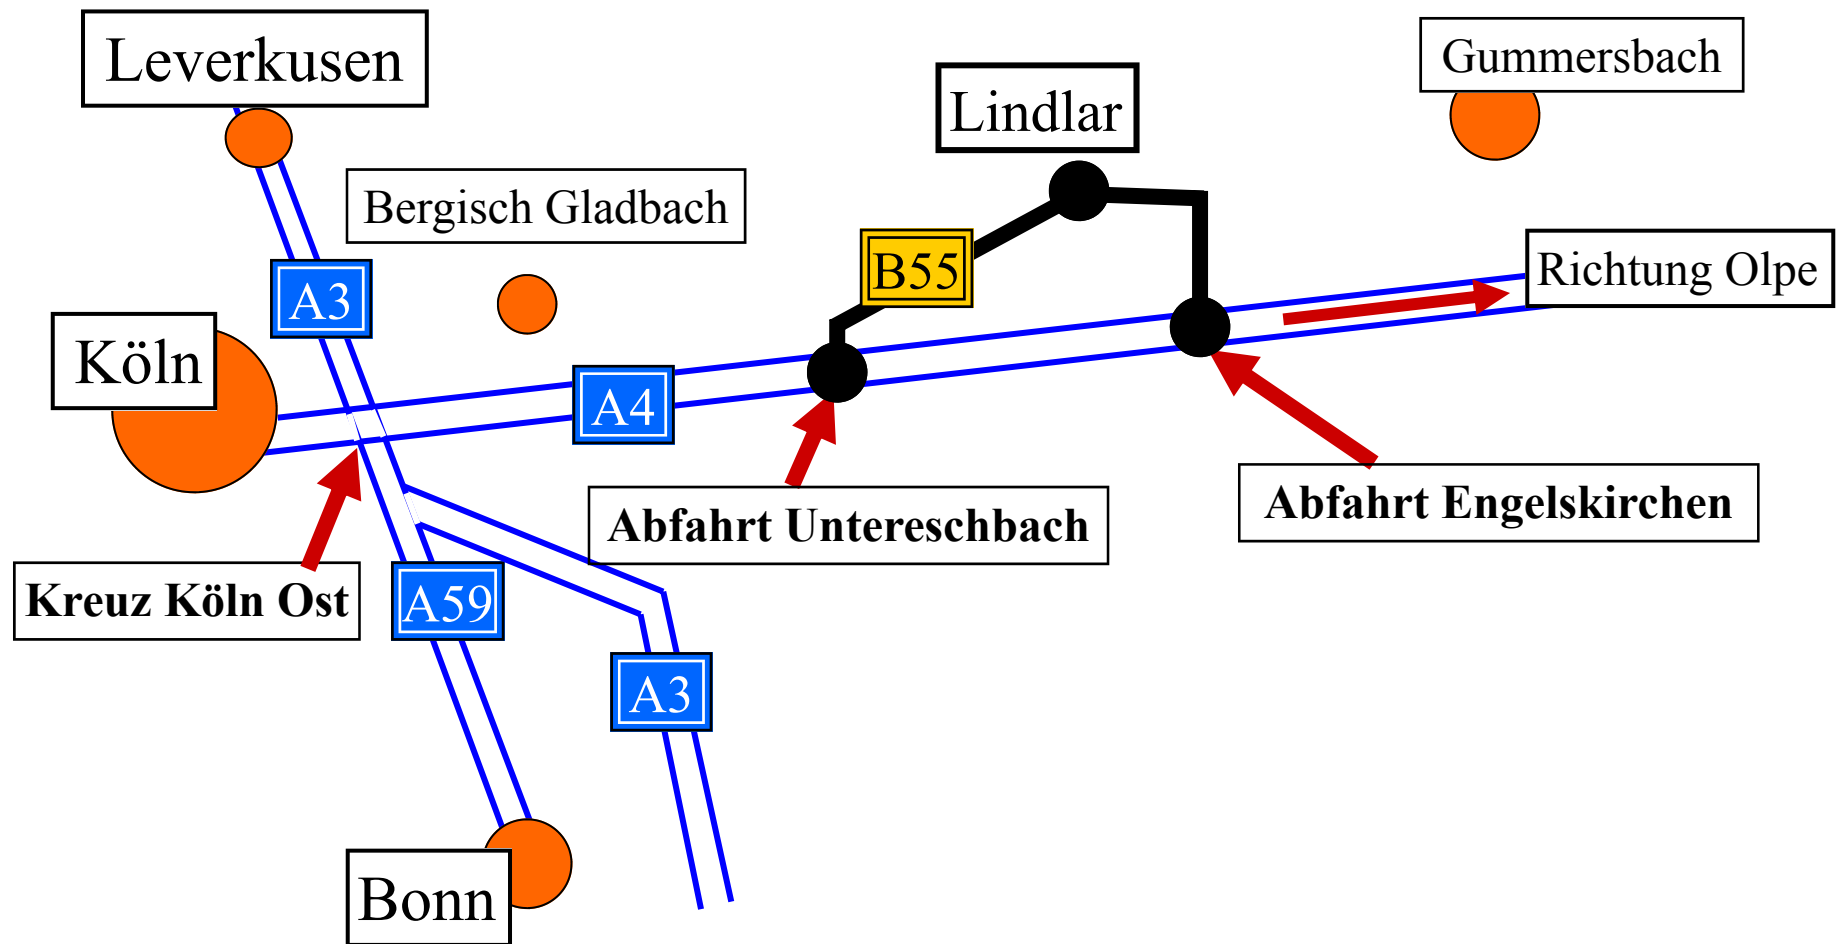 Leverkusen
Gummersbach
Lindlar
Bergisch Gladbach
B55
Richtung Olpe
A3
Köln
A4
Abfahrt Untereschbach
Abfahrt Engelskirchen
Kreuz Köln Ost
A59
A3
Bonn